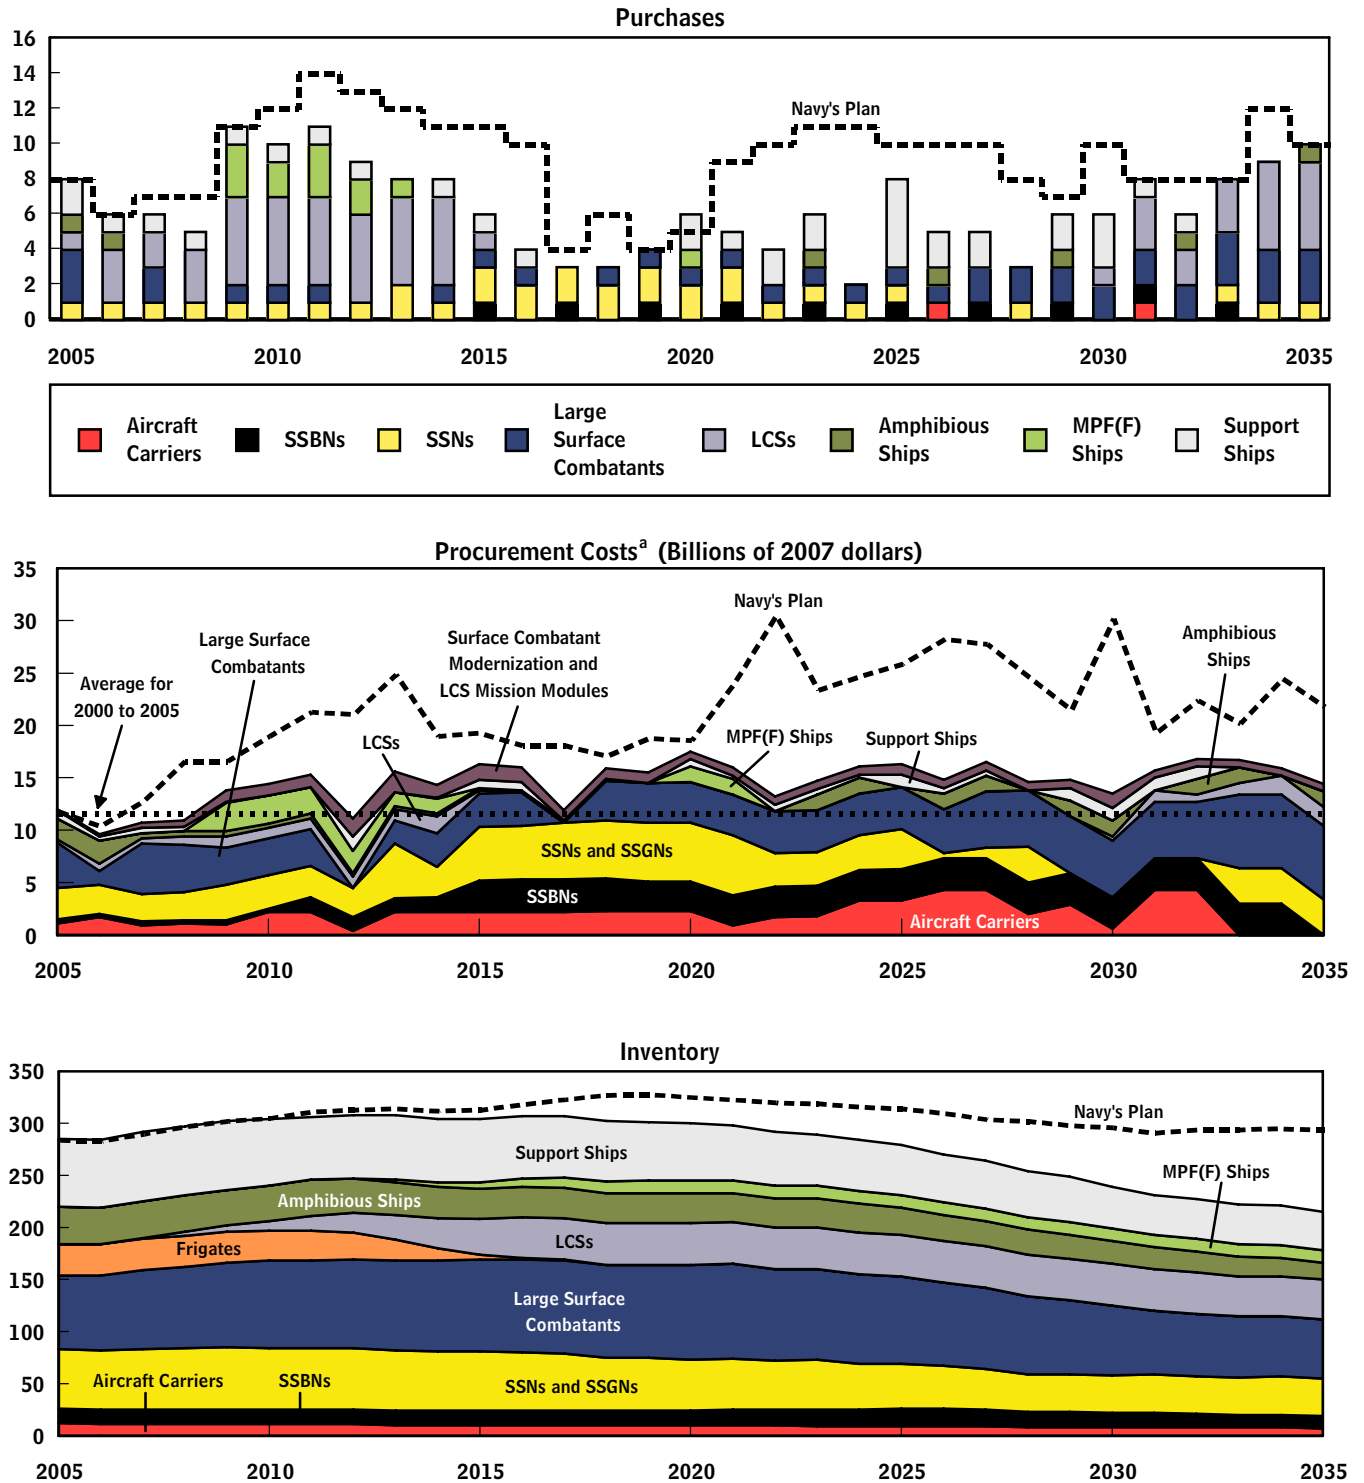 Purchases
16
14
12
10
8
6
4
2
0
Navy's Plan
2005 2010 2015 2020 2025 2030 2035
Aircraft Carriers
SSBNs
SSNs
Large Surface Combatants
LCSs
Amphibious Ships
MPF(F) Ships
Support Ships
Procurement Costsᵃ (Billions of 2007 dollars)
35
30
25
20
15
10
5
0
Average for
2000 to 2005
Large Surface
Combatants
LCSs
Surface Combatant
Modernization and
LCS Mission Modules
Navy's Plan
MPF(F) Ships
Support Ships
Amphibious
Ships
SSNs and SSGNs
SSBNs
Aircraft Carriers
2005 2010 2015 2020 2025 2030 2035
Inventory
350
300
250
200
150
100
50
0
Navy's Plan
Support Ships
MPF(F) Ships
Amphibious Ships
LCSs
Frigates
Large Surface
Combatants
Aircraft Carriers
SSBNs
SSNs and SSGNs
2005 2010 2015 2020 2025 2030 2035